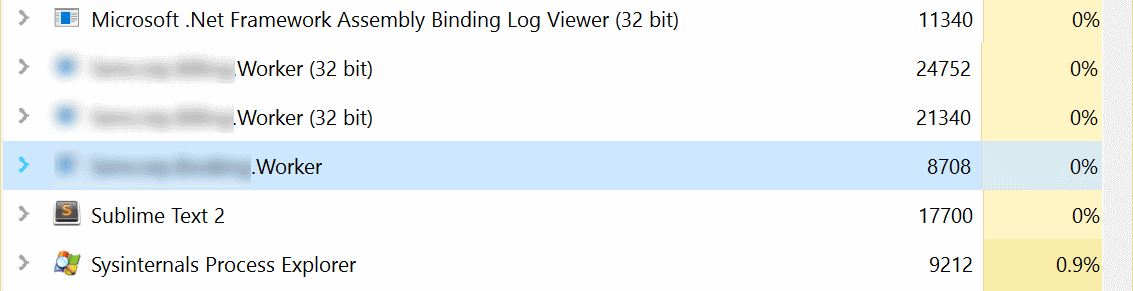 Microsoft .Net Framework Assembly Binding Log Viewer (32 bit) 11340 0%
.Worker (32 bit) 24752 0%
.Worker (32 bit) 21340 0%
.Worker 8708 0%
Sublime Text 2 17700 0%
Sysinternals Process Explorer 9212 0.9%